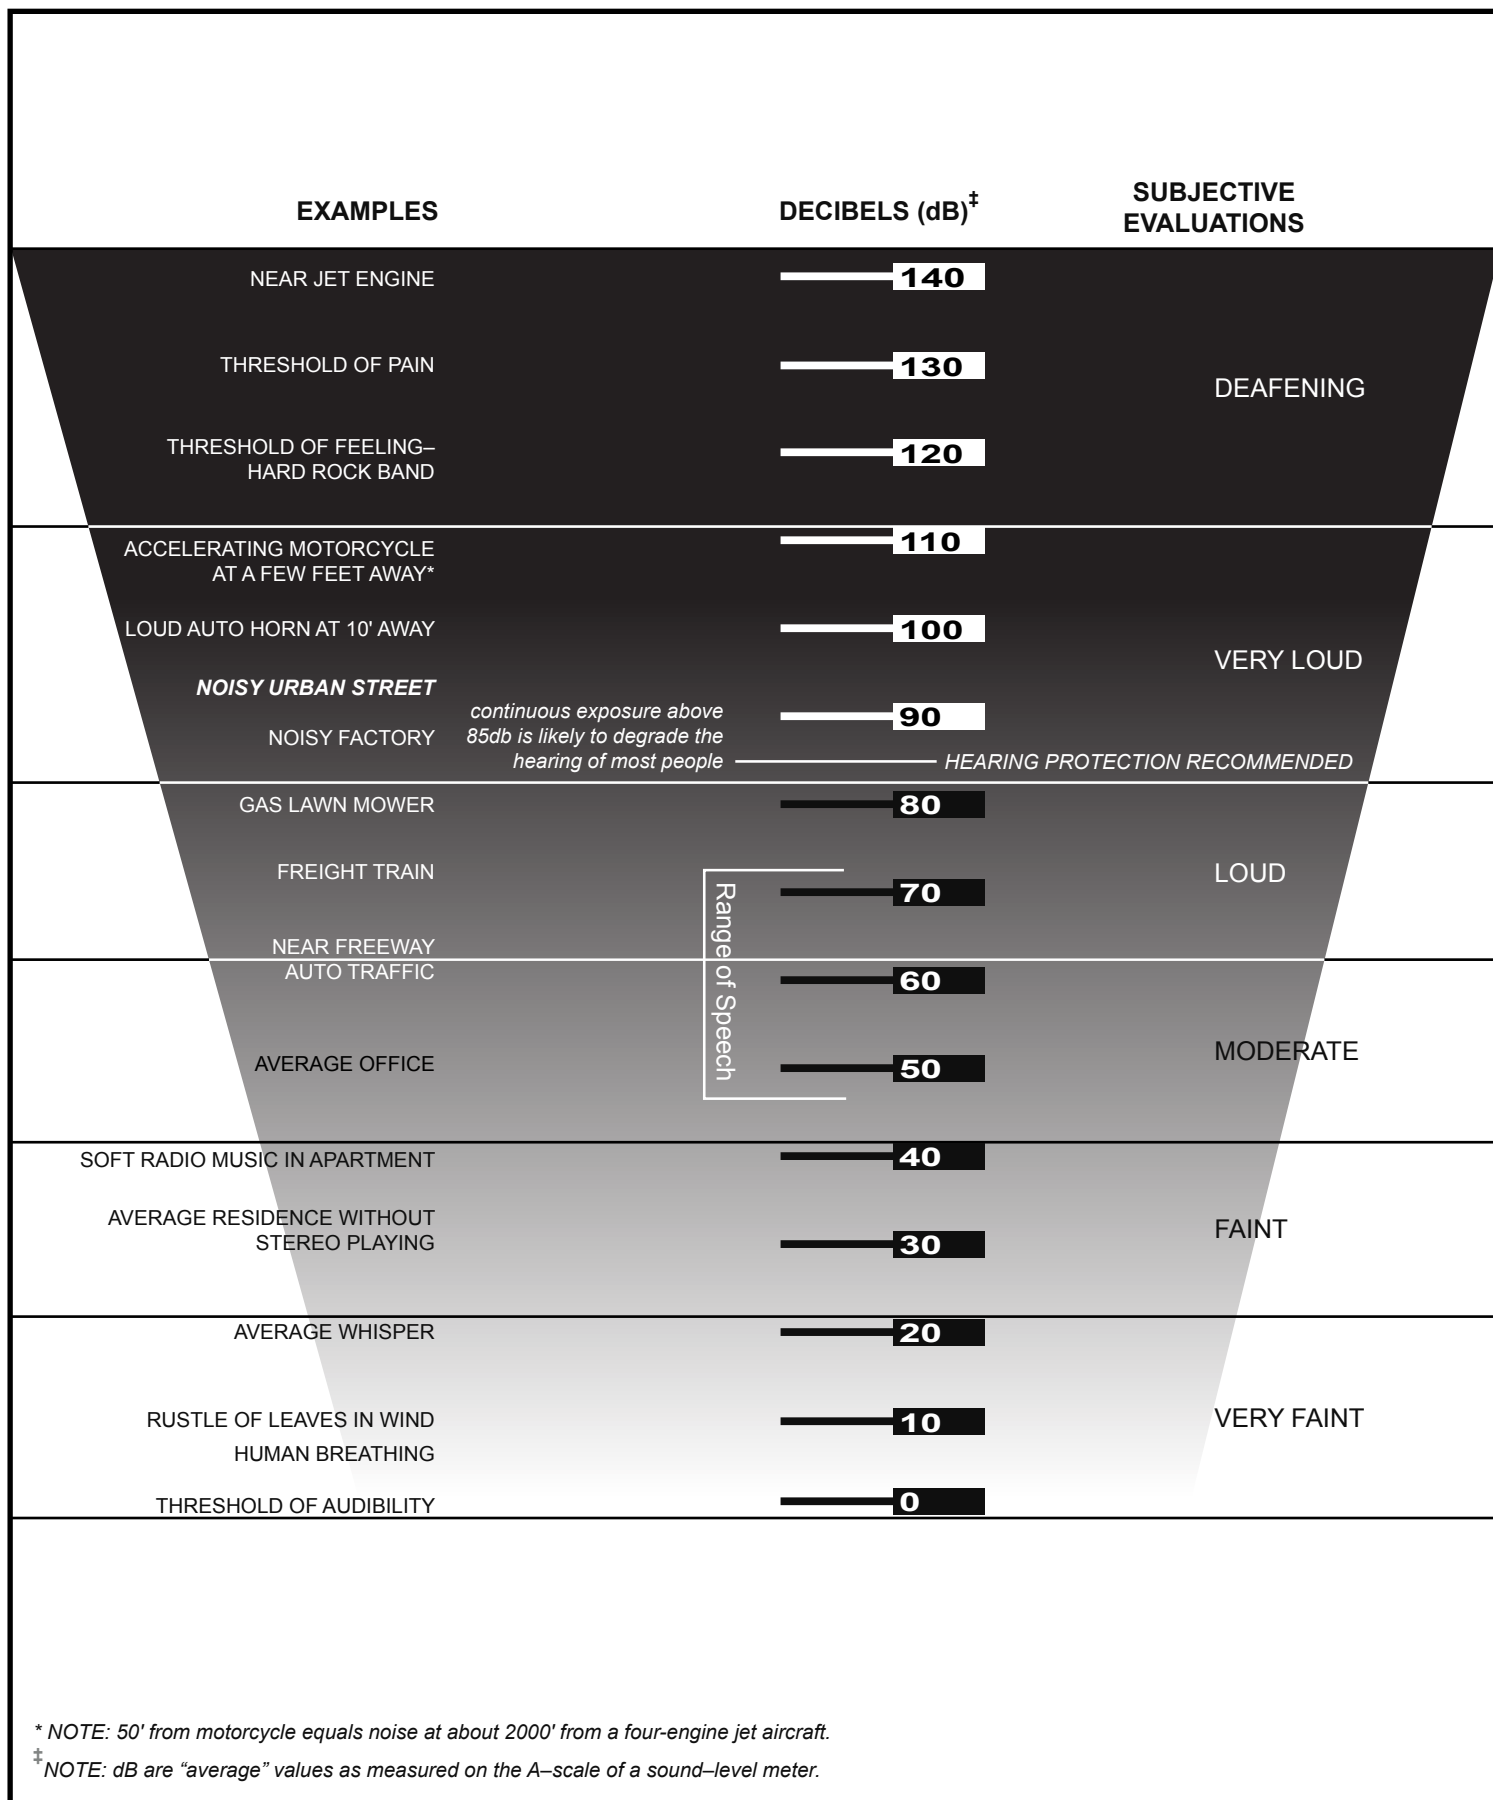 EXAMPLES
DECIBELS (dB)‡
SUBJECTIVE
EVALUATIONS
NEAR JET ENGINE
140
THRESHOLD OF PAIN
130
DEAFENING
THRESHOLD OF FEELING–
HARD ROCK BAND
120
ACCELERATING MOTORCYCLE
AT A FEW FEET AWAY*
110
LOUD AUTO HORN AT 10' AWAY
100
VERY LOUD
NOISY URBAN STREET
NOISY FACTORY
continuous exposure above
85db is likely to degrade the
hearing of most people
90
HEARING PROTECTION RECOMMENDED
GAS LAWN MOWER
80
FREIGHT TRAIN
70
LOUD
Range of Speech
NEAR FREEWAY
AUTO TRAFFIC
60
AVERAGE OFFICE
50
MODERATE
SOFT RADIO MUSIC IN APARTMENT
40
AVERAGE RESIDENCE WITHOUT
STEREO PLAYING
30
FAINT
AVERAGE WHISPER
20
RUSTLE OF LEAVES IN WIND
10
VERY FAINT
HUMAN BREATHING
THRESHOLD OF AUDIBILITY
0
* NOTE: 50' from motorcycle equals noise at about 2000' from a four-engine jet aircraft.
‡NOTE: dB are “average” values as measured on the A–scale of a sound–level meter.